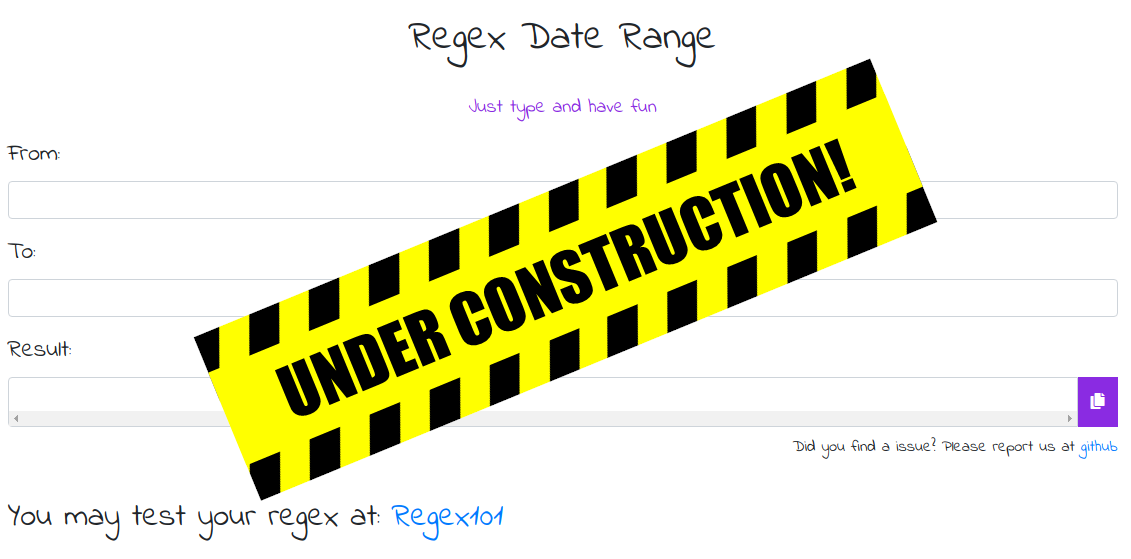 Regex Date Range
Just type and have fun
From:
To:
UNDER CONSTRUCTION!
Result:
Did you find a issue? Please report us at github
You may test your regex at: Regex101